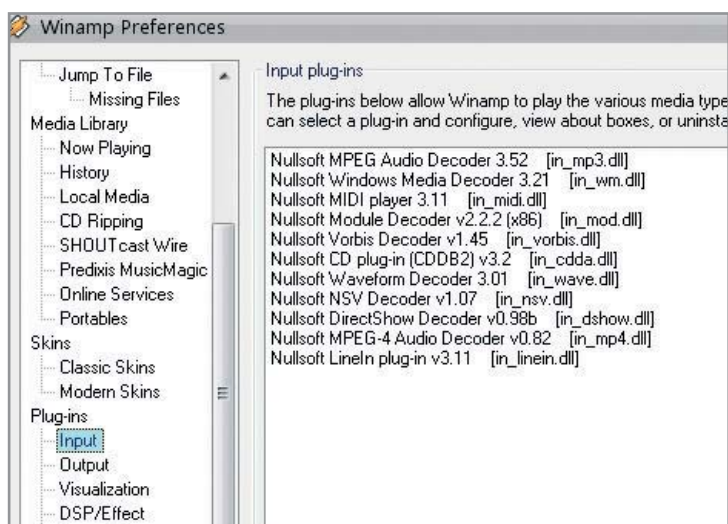 Winamp Preferences
Jump To File
Missing Files
Media Library
Now Playing
History
Local Media
CD Ripping
SHOUTcast Wire
Predixis MusicMagic
Online Services
Portables
Skins
Classic Skins
Modern Skins
Plug-ins
Input
Output
Visualization
DSP/Effect
Input plug-ins
The plug-ins below allow Winamp to play the various media type
can select a plug-in and configure, view about boxes, or uninsta
Nullsoft MPEG Audio Decoder 3.52 [in_mp3.dll]
Nullsoft Windows Media Decoder 3.21 [in_wm.dll]
Nullsoft MIDI player 3.11 [in_midi.dll]
Nullsoft Module Decoder v2.2.2 (x86) [in_mod.dll]
Nullsoft Vorbis Decoder v1.45 [in_vorbis.dll]
Nullsoft CD plug-in (CDDB2) v3.2 [in_cdda.dll]
Nullsoft Waveform Decoder 3.01 [in_wave.dll]
Nullsoft NSV Decoder v1.07 [in_nsv.dll]
Nullsoft DirectShow Decoder v0.98b [in_dshow.dll]
Nullsoft MPEG-4 Audio Decoder v0.82 [in_mp4.dll]
Nullsoft LineIn plug-in v3.11 [in_linein.dll]